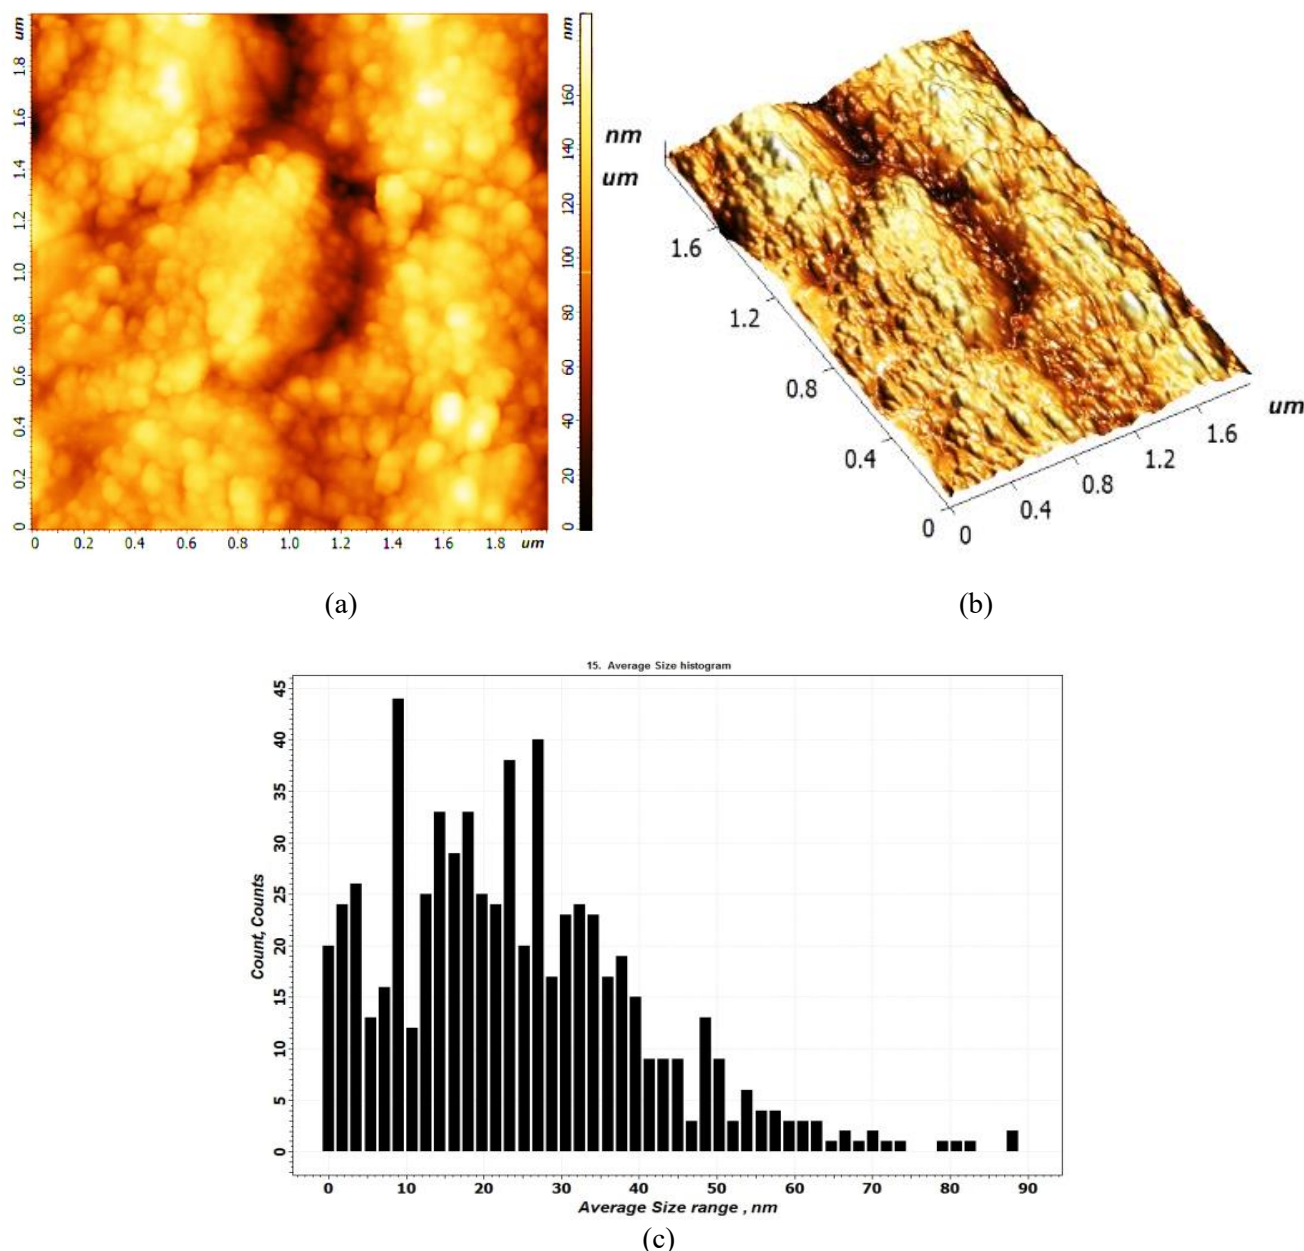 um
nm
1.8
1.6
1.4
1.2
1.0
0.8
0.6
0.4
0.2
0
0 0.2 0.4 0.6 0.8 1.0 1.2 1.4 1.6 1.8 um
160
140
120
100
80
60
40
20
0
nm
um
1.6
1.2
0.8
0.4
0
0 0.4 0.8 1.2 1.6
um
(a)
(b)
15. Average Size histogram
Count, Counts
45
40
35
30
25
20
15
10
5
0
0 10 20 30 40 50 60 70 80 90
Average Size range , nm
(c)